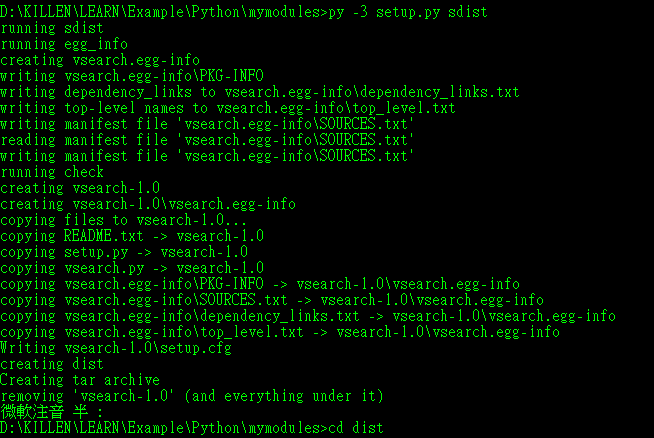 D:\KILLEN\LEARN\Example\Python\mymodules>py -3 setup.py sdist
running sdist
running egg_info
creating vsearch.egg-info
writing vsearch.egg-info\PKG-INFO
writing dependency_links to vsearch.egg-info\dependency_links.txt
writing top-level names to vsearch.egg-info\top_level.txt
writing manifest file 'vsearch.egg-info\SOURCES.txt'
reading manifest file 'vsearch.egg-info\SOURCES.txt'
writing manifest file 'vsearch.egg-info\SOURCES.txt'
running check
creating vsearch-1.0
creating vsearch-1.0\vsearch.egg-info
copying files to vsearch-1.0...
copying README.txt -> vsearch-1.0
copying setup.py -> vsearch-1.0
copying vsearch.py -> vsearch-1.0
copying vsearch.egg-info\PKG-INFO -> vsearch-1.0\vsearch.egg-info
copying vsearch.egg-info\SOURCES.txt -> vsearch-1.0\vsearch.egg-info
copying vsearch.egg-info\dependency_links.txt -> vsearch-1.0\vsearch.egg-info
copying vsearch.egg-info\top_level.txt -> vsearch-1.0\vsearch.egg-info
Writing vsearch-1.0\setup.cfg
creating dist
Creating tar archive
removing 'vsearch-1.0' (and everything under it)
微軟注音 半 :
D:\KILLEN\LEARN\Example\Python\mymodules>cd dist